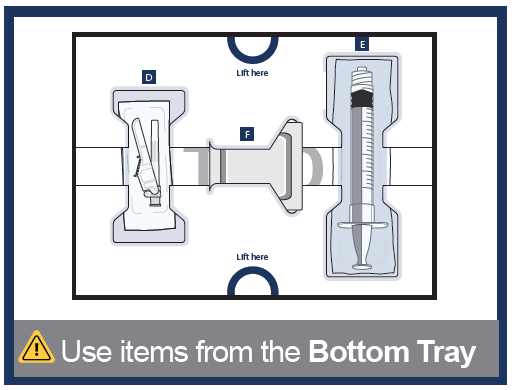 E
Lift here
D
F
Lift here
Use items from the Bottom Tray